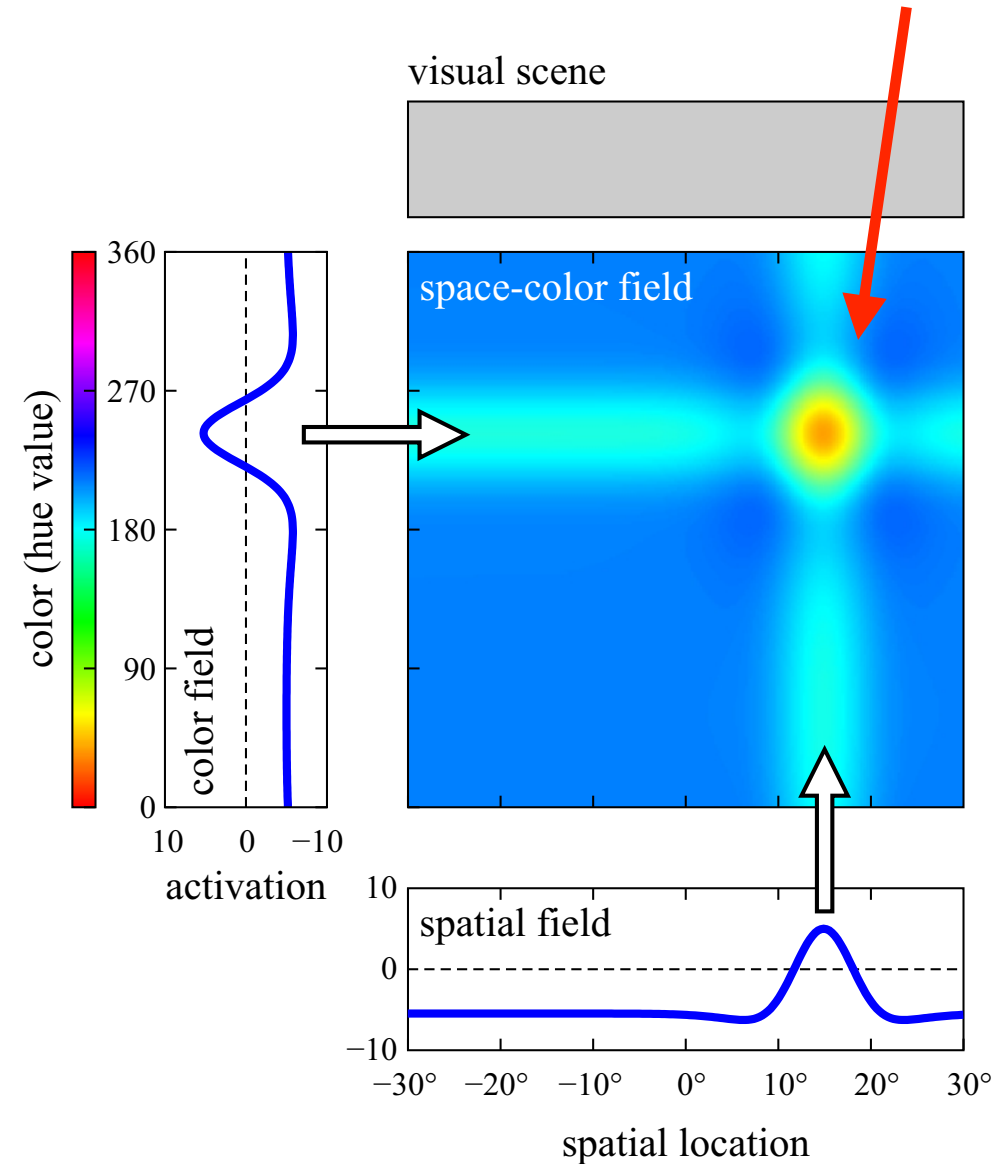 visual scene
space-color field
color (hue value)
360
270
180
90
0
color field
10 0 −10
activation
spatial field
10
0
−10
−30° −20° −10° 0° 10° 20° 30°
spatial location